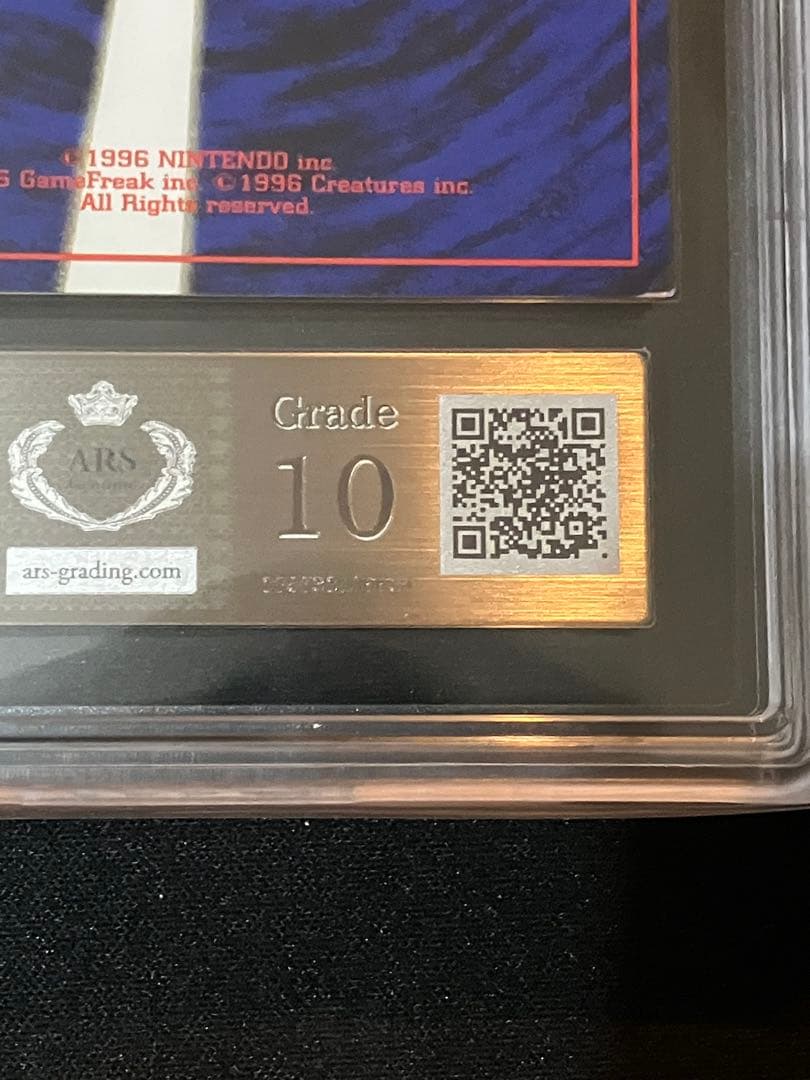 ©1996 NINTENDO inc.
GameFreak inc. ©1996 Creatures inc.
All Rights reserved.
ARS
Grade
10
ars-grading.com